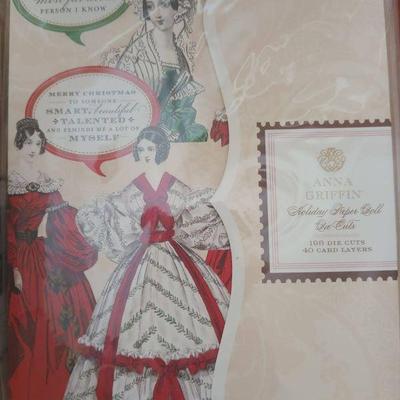 PERSON I KNOW
MERRY CHRISTMAS
TO SOMEONE
SMART, beautiful,
TALENTED
AND REMINDS ME A LOT OF
MYSELF
ANNA
GRIFFIN
Holiday Paper Doll
Die Cuts
198 DIE CUTS
40 CARD LAYERS